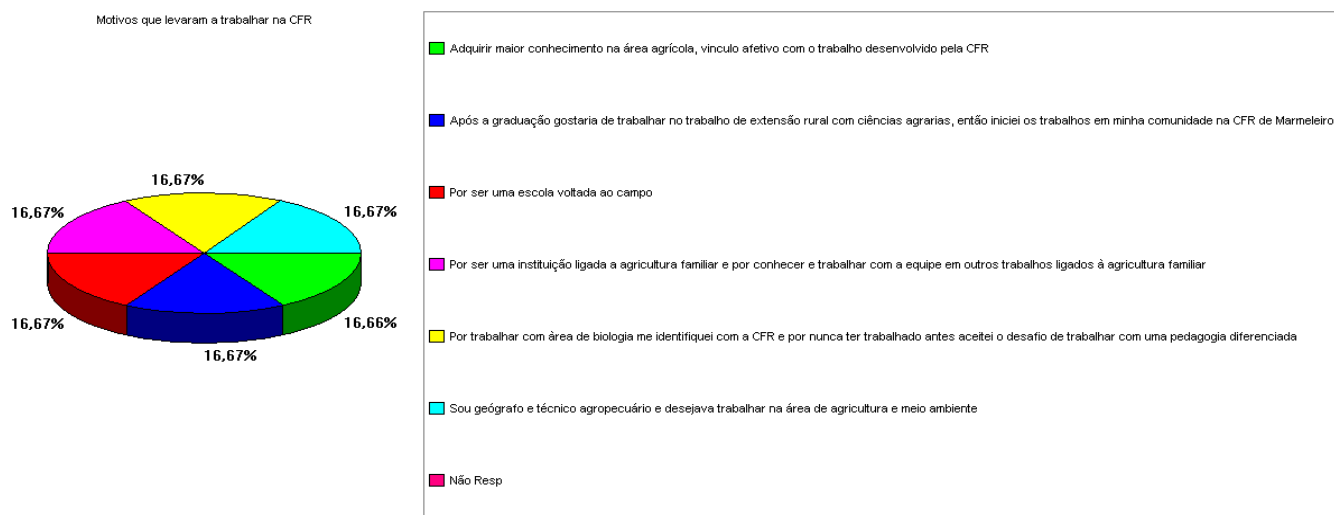 Motivos que levaram a trabalhar na CFR
16,67%
16,67%
16,67%
16,67%
16,67%
16,66%
Adquirir maior conhecimento na área agrícola, vinculo afetivo com o trabalho desenvolvido pela CFR
Após a graduação gostaria de trabalhar no trabalho de extensão rural com ciências agrarias, então iniciei os trabalhos em minha comunidade na CFR de Marmeleiro
Por ser uma escola voltada ao campo
Por ser uma instituição ligada a agricultura familiar e por conhecer e trabalhar com a equipe em outros trabalhos ligados à agricultura familiar
Por trabalhar com àrea de biologia me identifiquei com a CFR e por nunca ter trabalhado antes aceitei o desafio de trabalhar com uma pedagogia diferenciada
Sou geógrafo e técnico agropecuário e desejava trabalhar na área de agricultura e meio ambiente
Não Resp